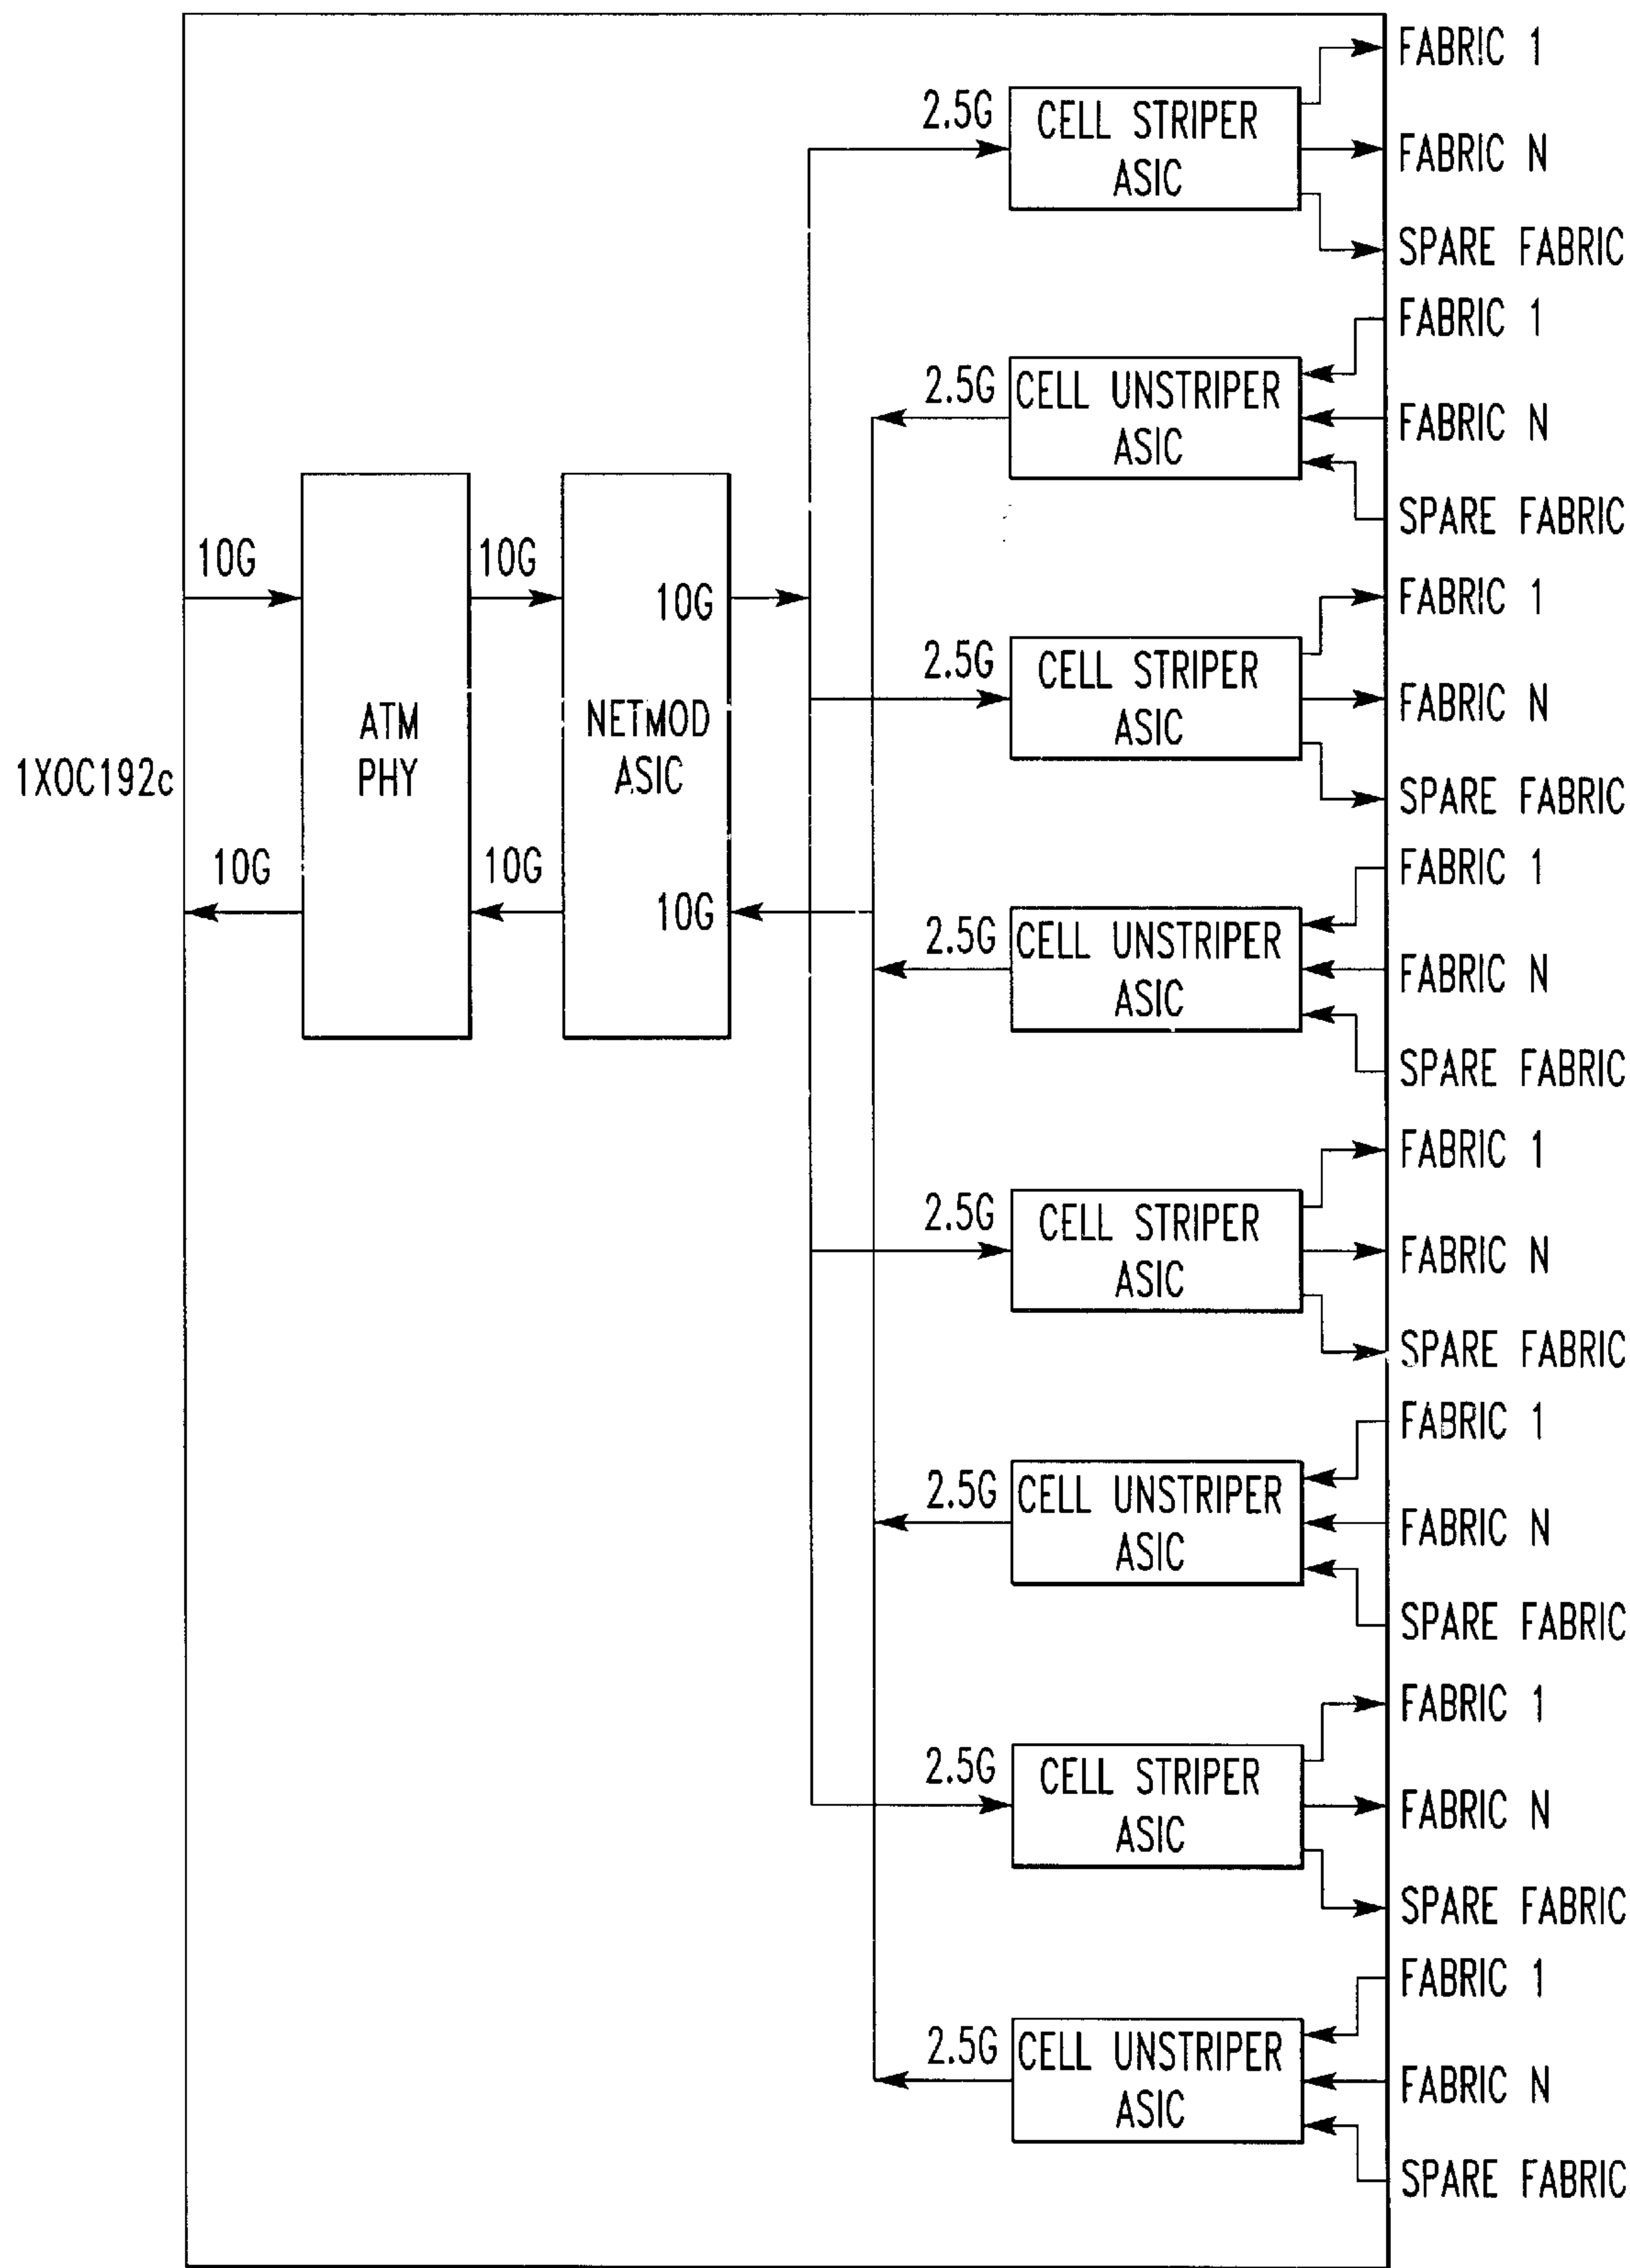 FABRIC 1
2.5G
CELL STRIPER
ASIC
FABRIC N
SPARE FABRIC
FABRIC 1
2.5G
CELL UNSTRIPER
ASIC
FABRIC N
SPARE FABRIC
10G
10G
10G
FABRIC 1
2.5G
CELL STRIPER
ASIC
FABRIC N
SPARE FABRIC
ATM
PHY
NETMOD
ASIC
1XOC192c
10G
10G
10G
FABRIC 1
2.5G
CELL UNSTRIPER
ASIC
FABRIC N
SPARE FABRIC
FABRIC 1
2.5G
CELL STRIPER
ASIC
FABRIC N
SPARE FABRIC
FABRIC 1
2.5G
CELL UNSTRIPER
ASIC
FABRIC N
SPARE FABRIC
FABRIC 1
2.5G
CELL STRIPER
ASIC
FABRIC N
SPARE FABRIC
FABRIC 1
2.5G
CELL UNSTRIPER
ASIC
FABRIC N
SPARE FABRIC